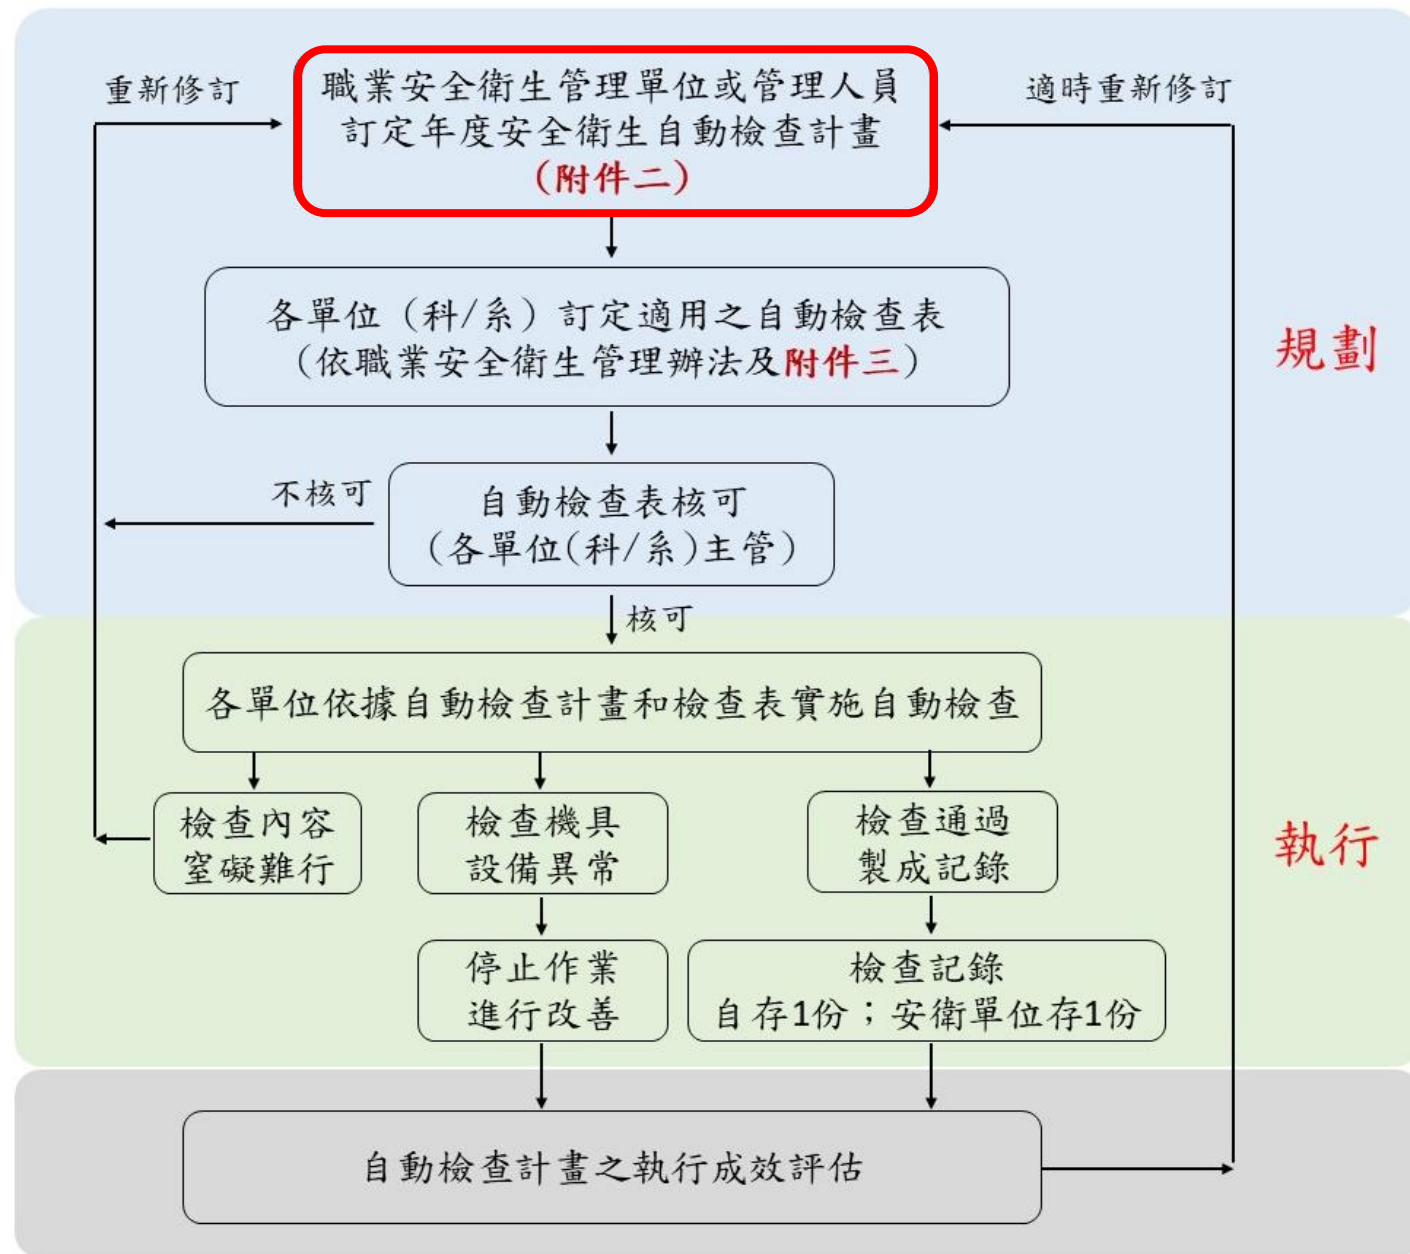 重新修訂
職業安全衛生管理單位或管理人員
訂定年度安全衛生自動檢查計畫
(附件二)
適時重新修訂
各單位（科/系）訂定適用之自動檢查表
(依職業安全衛生管理辦法及附件三)
規劃
不核可
自動檢查表核可
(各單位(科/系)主管)
核可
各單位依據自動檢查計畫和檢查表實施自動檢查
檢查內容
窒礙難行
檢查機具
設備異常
檢查通過
製成記錄
執行
停止作業
進行改善
檢查記錄
自存1份；安衛單位存1份
自動檢查計畫之執行成效評估